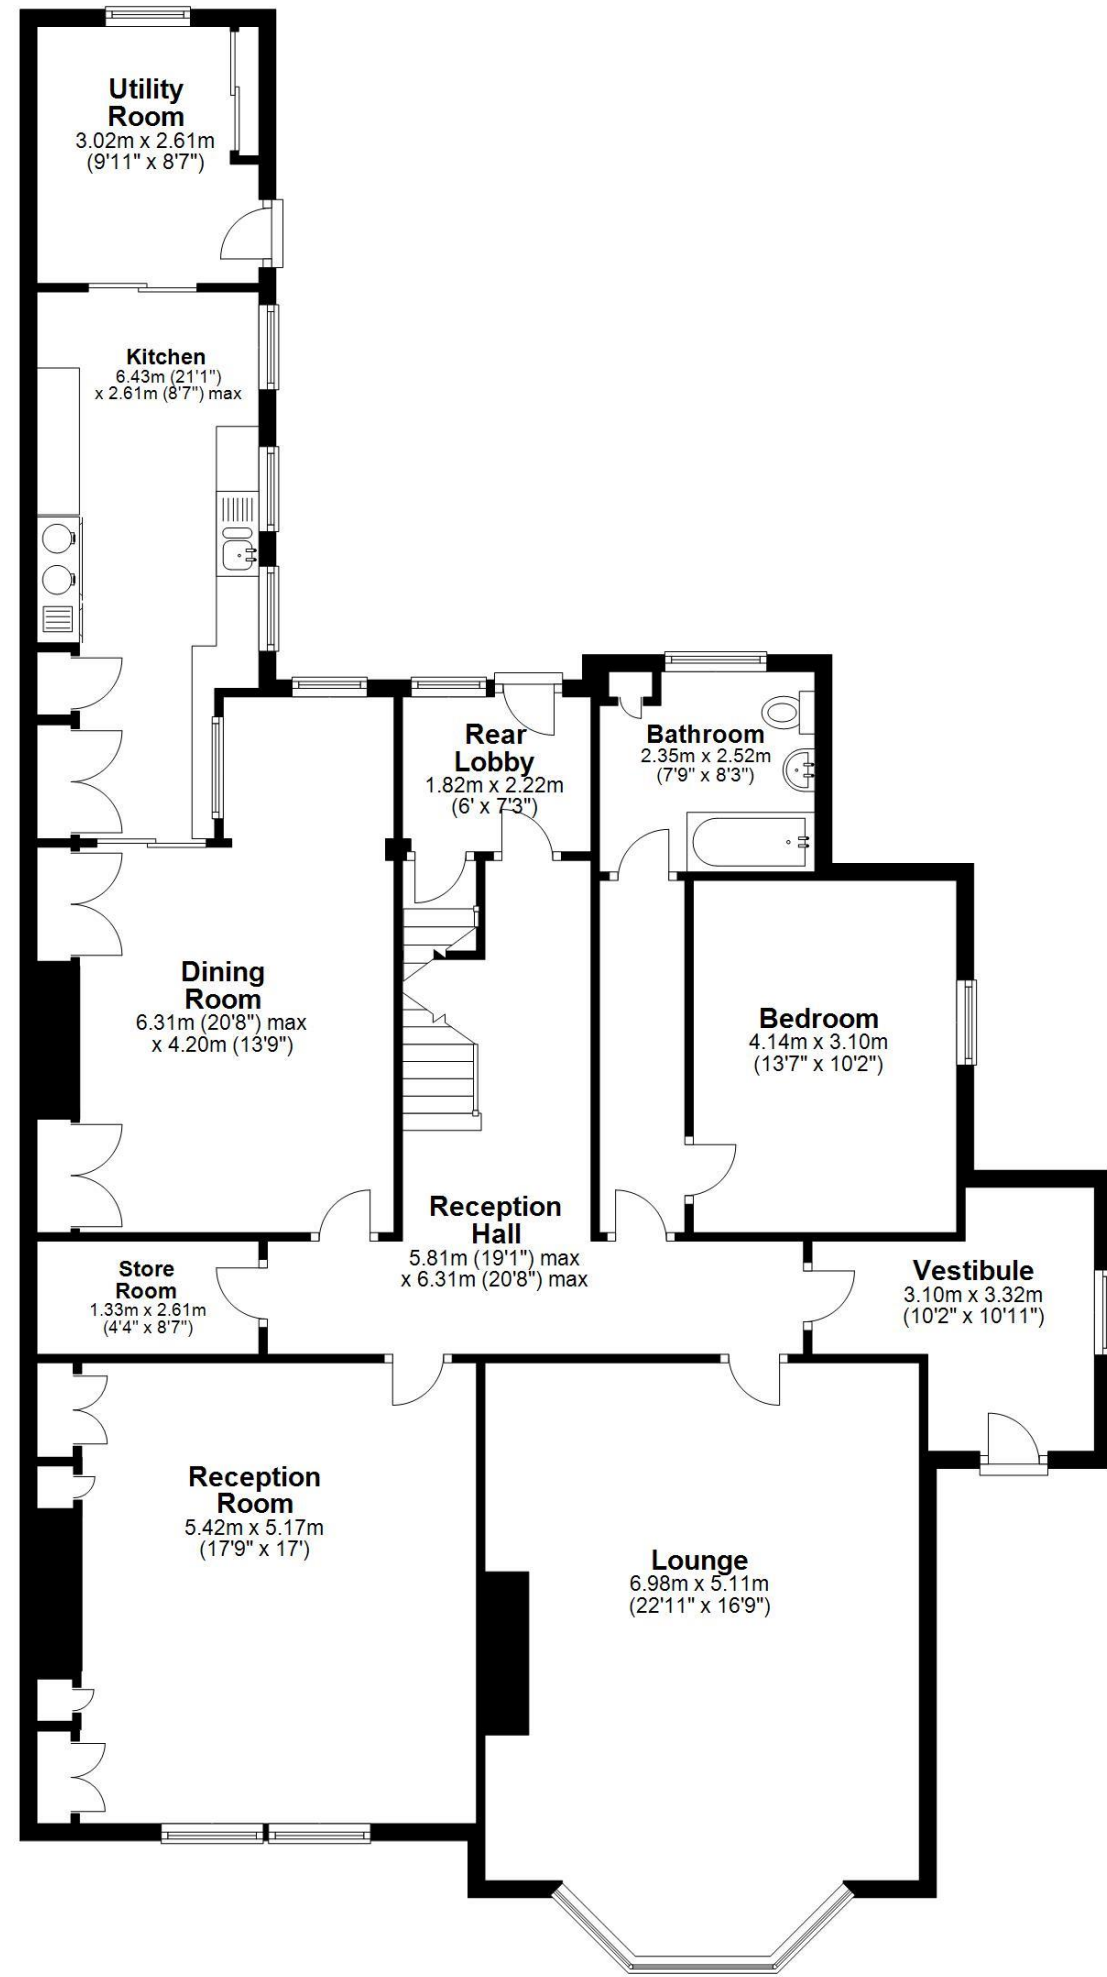 Utility
Room
3.02m x 2.61m
(9'11" x 8'7")
Kitchen
6.43m (21'1")
x 2.61m (8'7") max
Rear
Lobby
1.82m x 2.22m
(6' x 7'3")
Bathroom
2.35m x 2.52m
(7'9" x 8'3")
Dining
Room
6.31m (20'8") max
x 4.20m (13'9")
Bedroom
4.14m x 3.10m
(13'7" x 10'2")
Reception
Hall
5.81m (19'1") max
x 6.31m (20'8") max
Store
Room
1.33m x 2.61m
(4'4" x 8'7")
Vestibule
3.10m x 3.32m
(10'2" x 10'11")
Reception
Room
5.42m x 5.17m
(17'9" x 17')
Lounge
6.98m x 5.11m
(22'11" x 16'9")